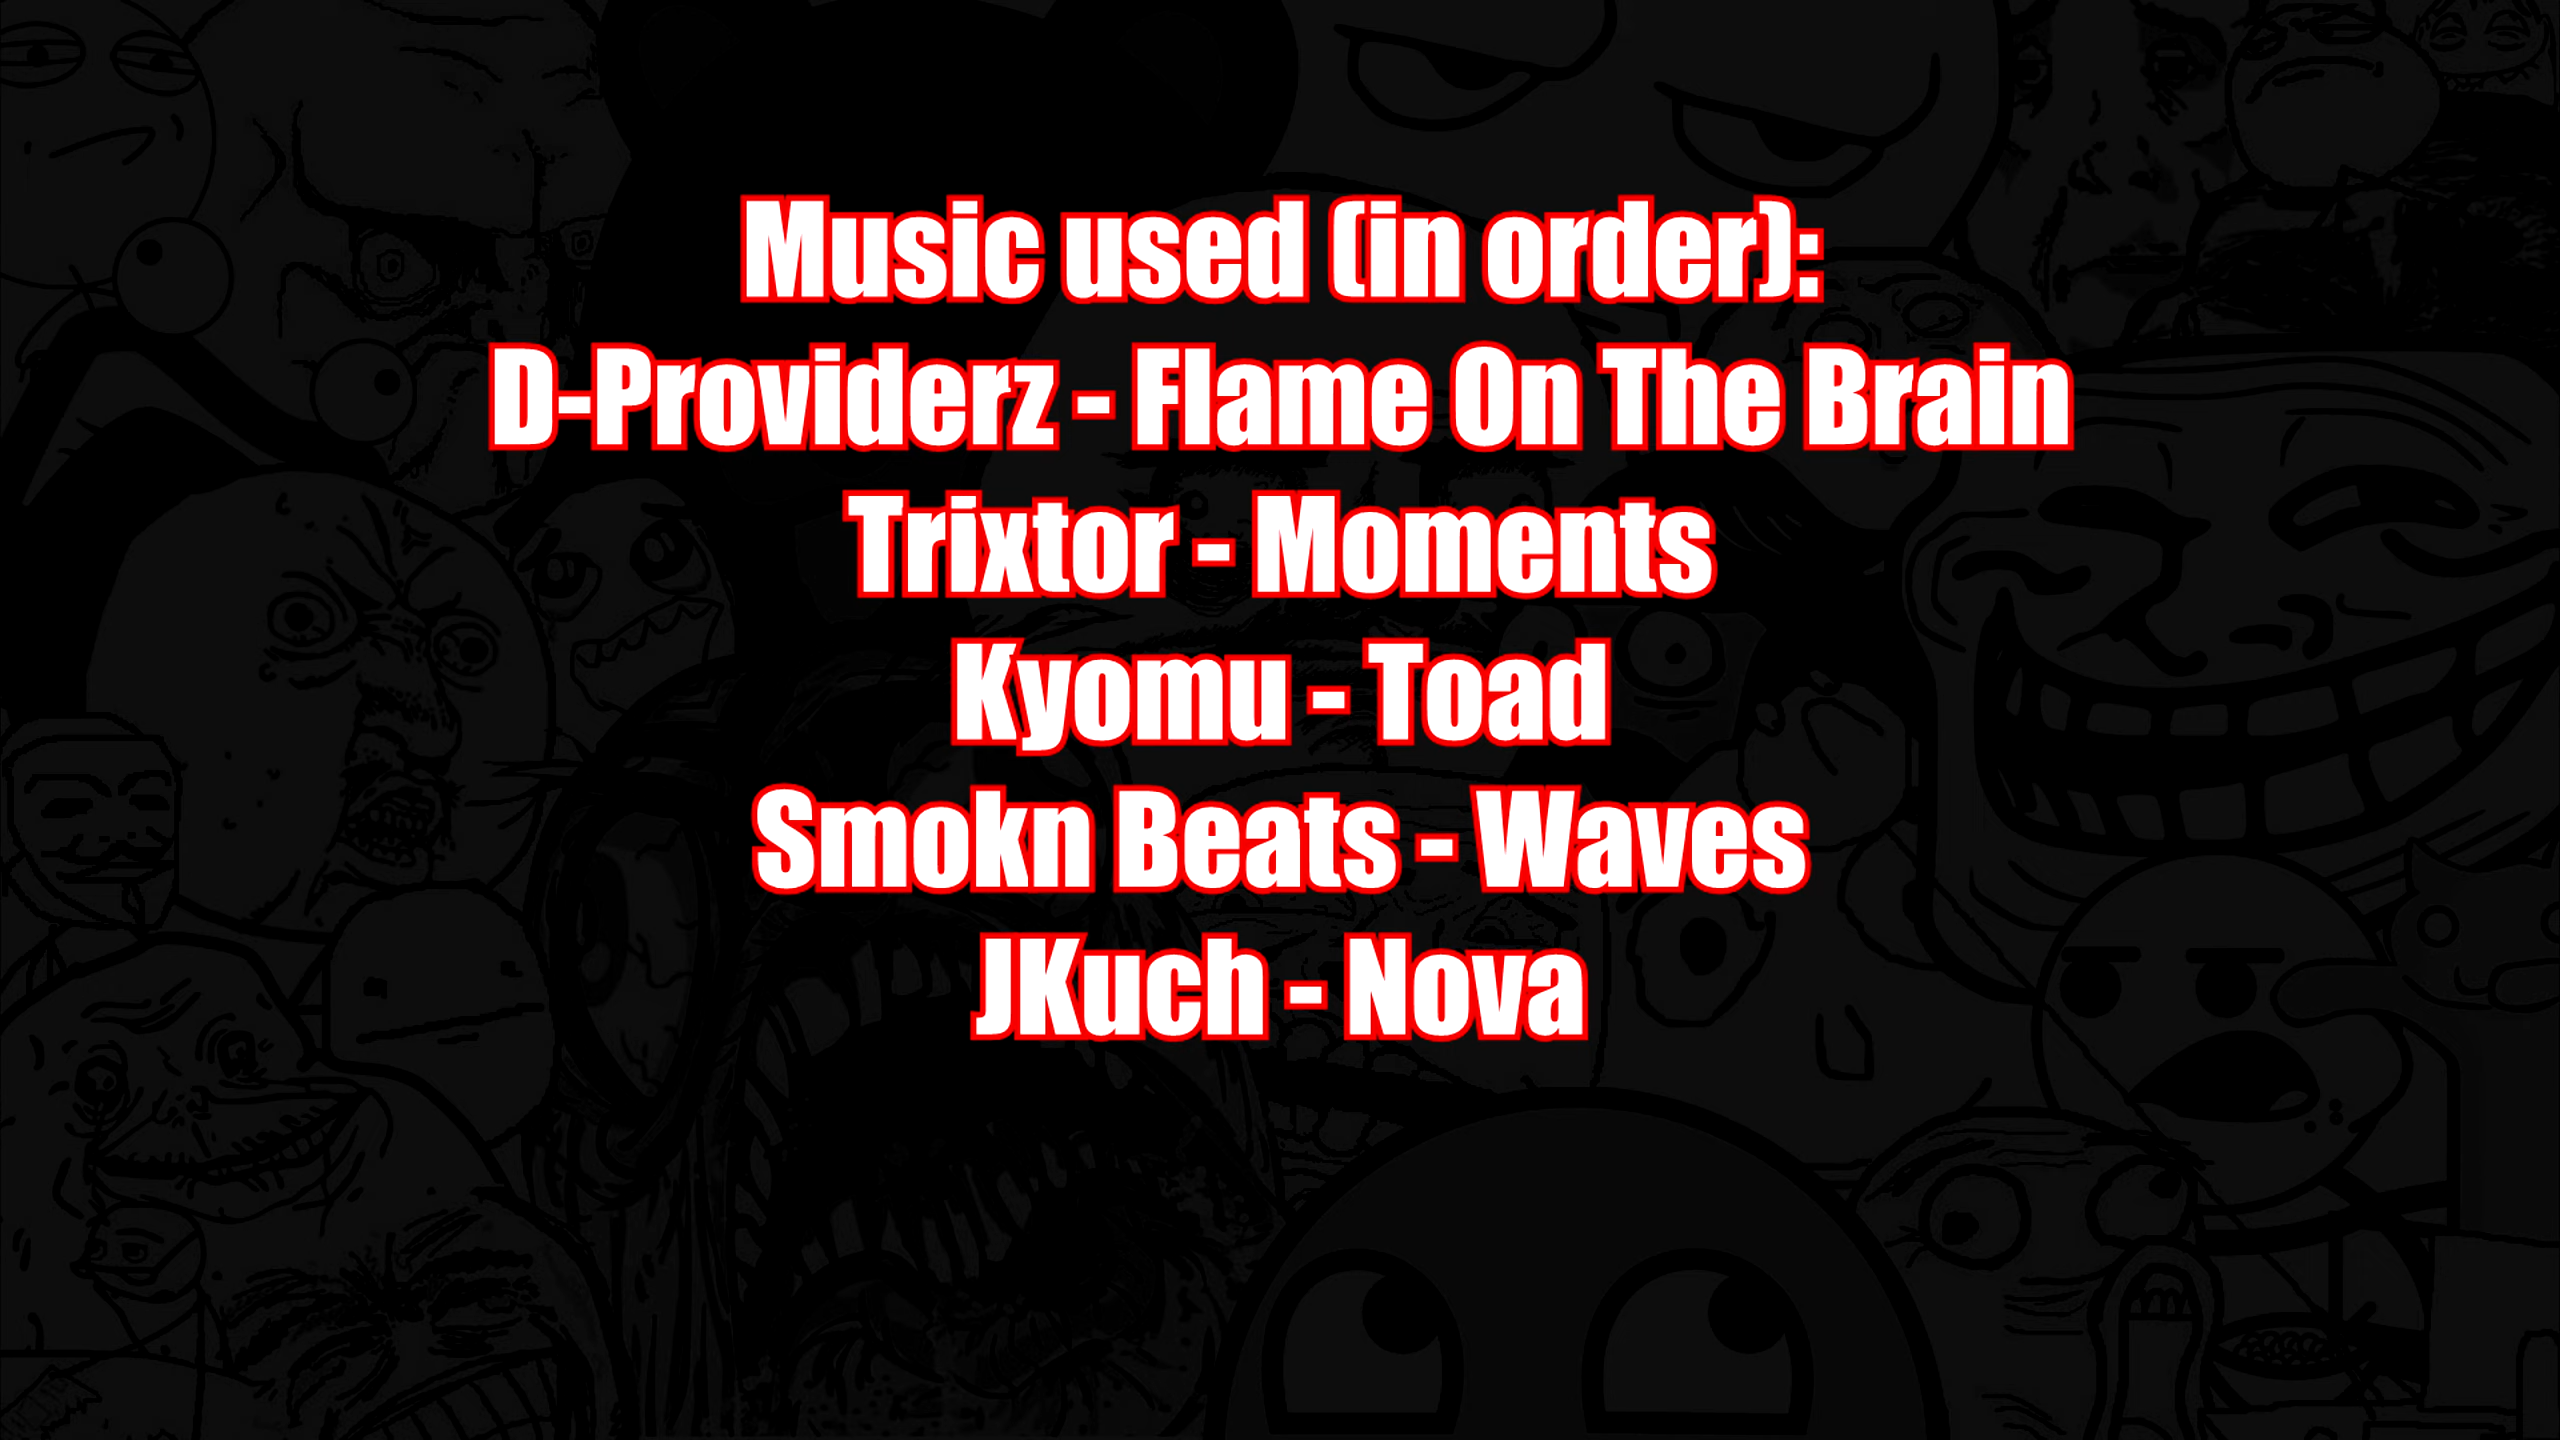 Music used (in order):
D-Providerz - Flame On The Brain
Trixtor - Moments
Kyomu - Toad
Smokn Beats - Waves
JKuch - Nova